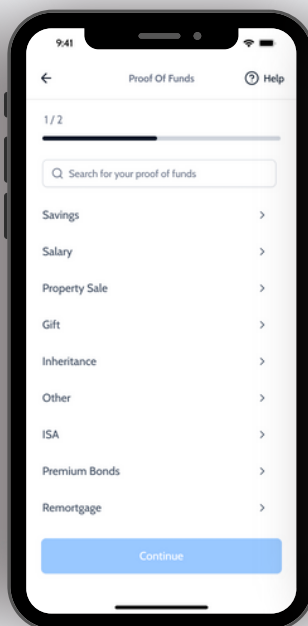 9:41
Proof Of Funds
Help
1 / 2
Search for your proof of funds
Savings
Salary
Property Sale
Gift
Inheritance
Other
ISA
Premium Bonds
Remortgage
Continue